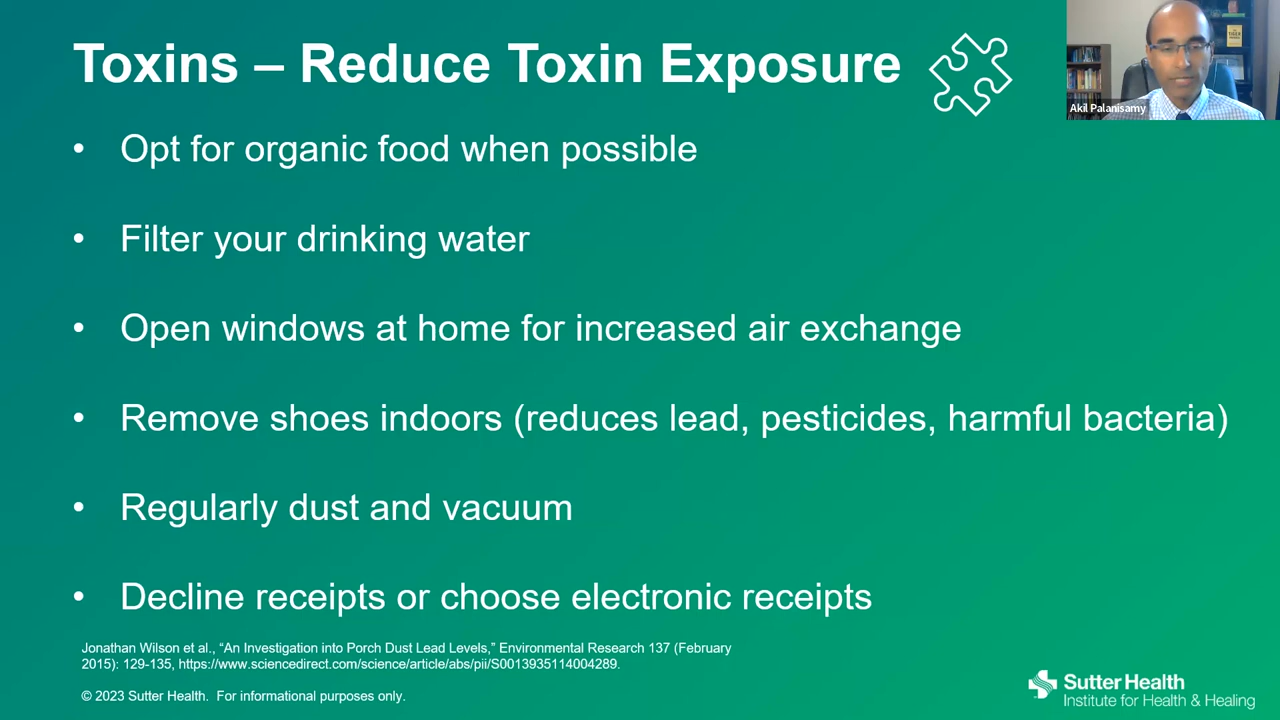 Toxins – Reduce Toxin Exposure
Akil Palanisamy
• Opt for organic food when possible
• Filter your drinking water
• Open windows at home for increased air exchange
• Remove shoes indoors (reduces lead, pesticides, harmful bacteria)
• Regularly dust and vacuum
• Decline receipts or choose electronic receipts
Jonathan Wilson et al., “An Investigation into Porch Dust Lead Levels,” Environmental Research 137 (February
2015): 129-135, https://www.sciencedirect.com/science/article/abs/pii/S0013935114004289.
© 2023 Sutter Health. For informational purposes only.
Sutter Health
Institute for Health & Healing